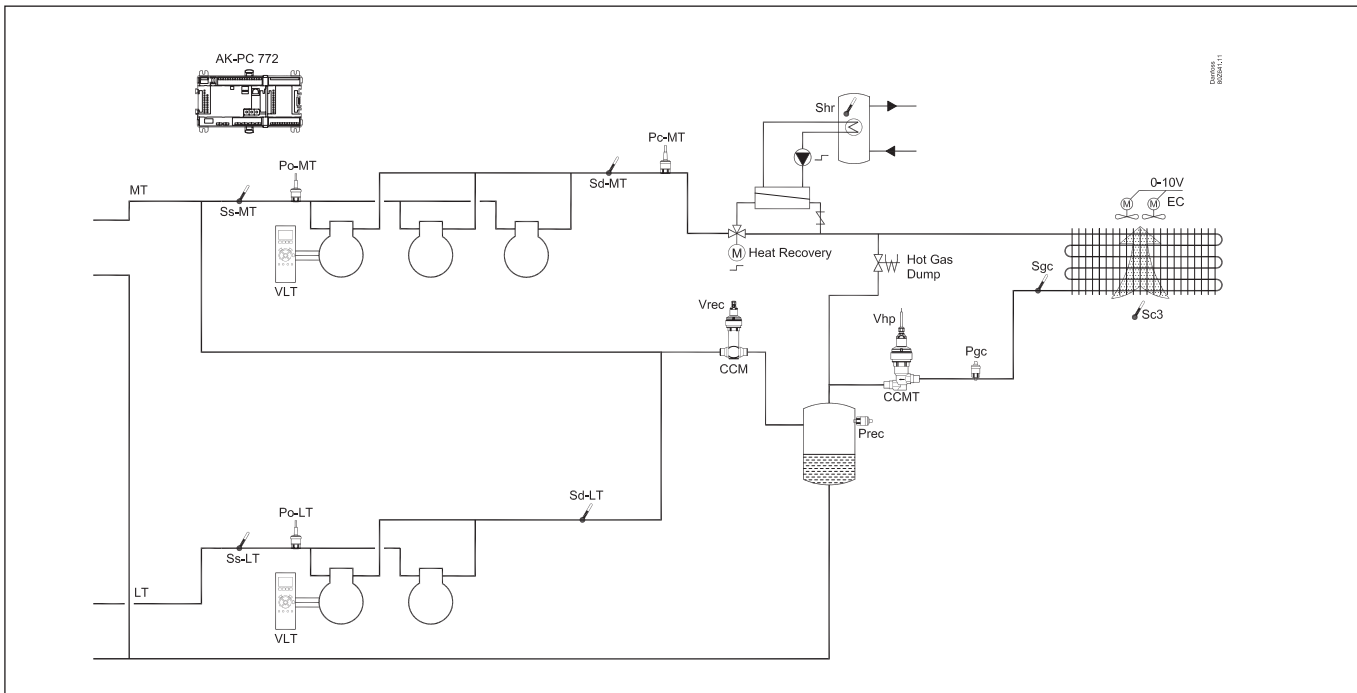 AK-PC 772
Danfoss
80Z641.11
Shr
Pc-MT
Po-MT
Sd-MT
MT
Ss-MT
0-10V
M
M
EC
M
Heat Recovery
Hot Gas
Dump
Sgc
VLT
Vrec
Vhp
Sc3
Pgc
CCM
CCMT
Prec
Sd-LT
Po-LT
Ss-LT
LT
VLT